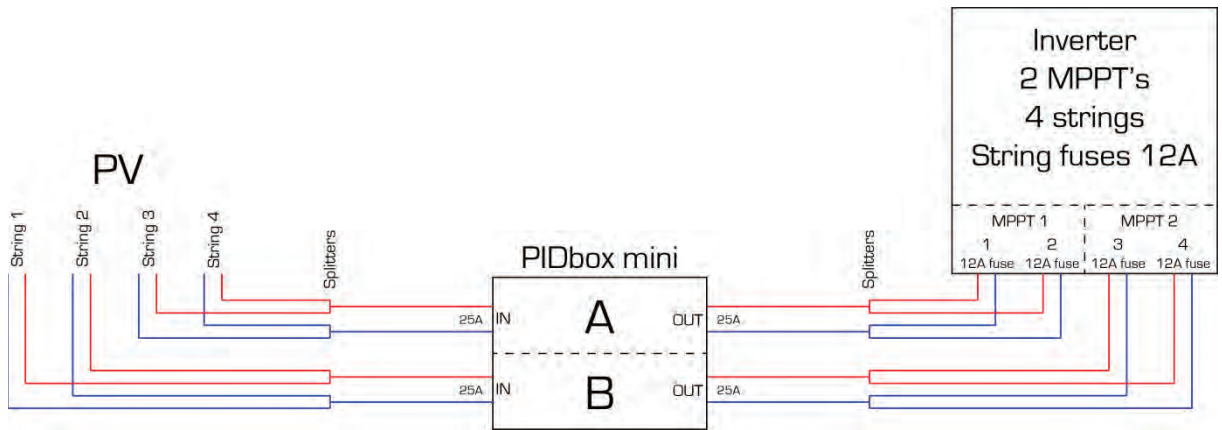 Inverter
2 MPPT's
4 strings
String fuses 12A
PV
MPPT 1
MPPT 2
1
2
3
4
12A fuse
12A fuse
12A fuse
12A fuse
String 1
String 2
String 3
String 4
Splitters
PIDbox mini
Splitters
25A
IN
A
OUT
25A
25A
IN
B
OUT
25A